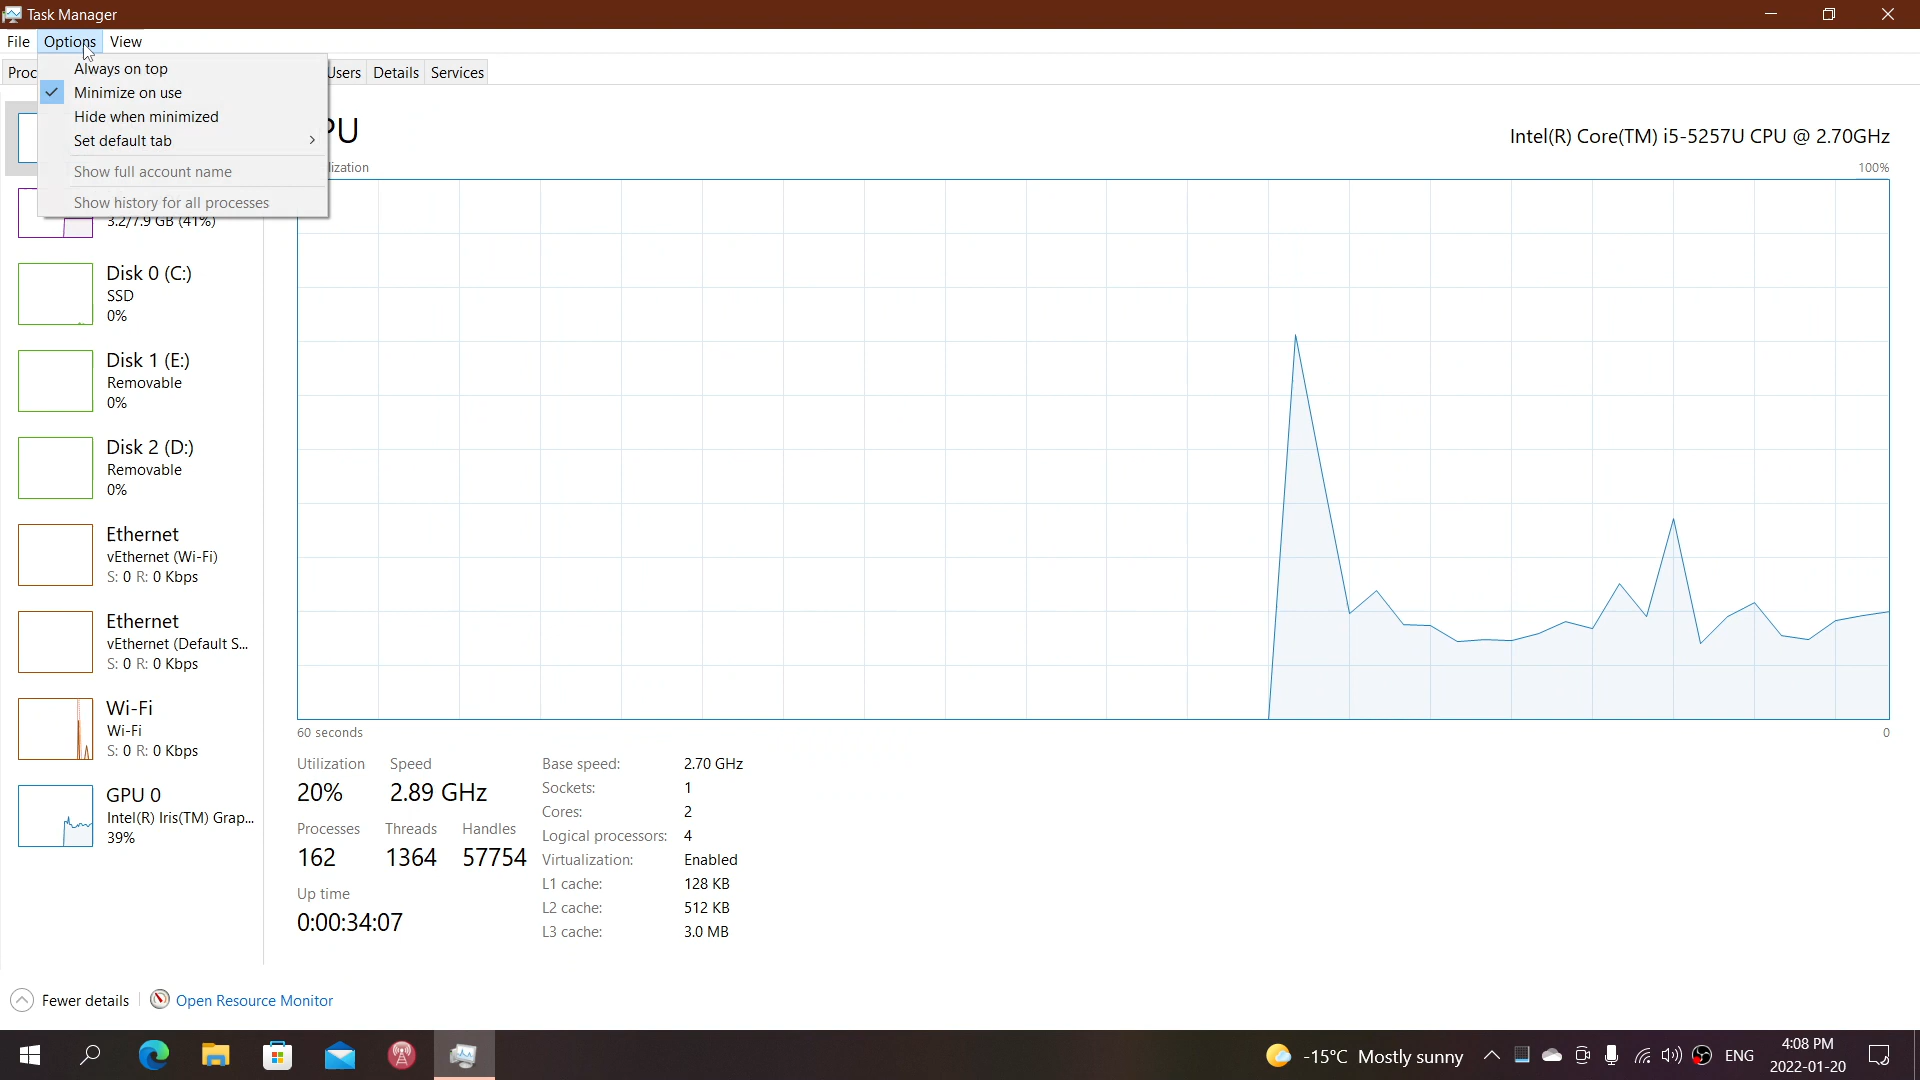 Task Manager
File Options View
Always on top
Minimize on use
Hide when minimized
Set default tab
Show full account name
Show history for all processes
Proc Users Details Services
PU
Intel(R) Core(TM) i5-5257U CPU @ 2.70GHz
lization 100%
3.2/7.9 GB (41%)
Disk 0 (C:)
SSD
0%
Disk 1 (E:)
Removable
0%
Disk 2 (D:)
Removable
0%
Ethernet
vEthernet (Wi-Fi)
S: 0 R: 0 Kbps
Ethernet
vEthernet (Default S...
S: 0 R: 0 Kbps
Wi-Fi
Wi-Fi
S: 0 R: 0 Kbps
GPU 0
Intel(R) Iris(TM) Grap...
39%
60 seconds 0
Utilization Speed
20% 2.89 GHz
Processes Threads Handles
162 1364 57754
Up time
0:00:34:07
Base speed: 2.70 GHz
Sockets: 1
Cores: 2
Logical processors: 4
Virtualization: Enabled
L1 cache: 128 KB
L2 cache: 512 KB
L3 cache: 3.0 MB
Fewer details Open Resource Monitor
-15°C Mostly sunny ENG 4:08 PM
2022-01-20